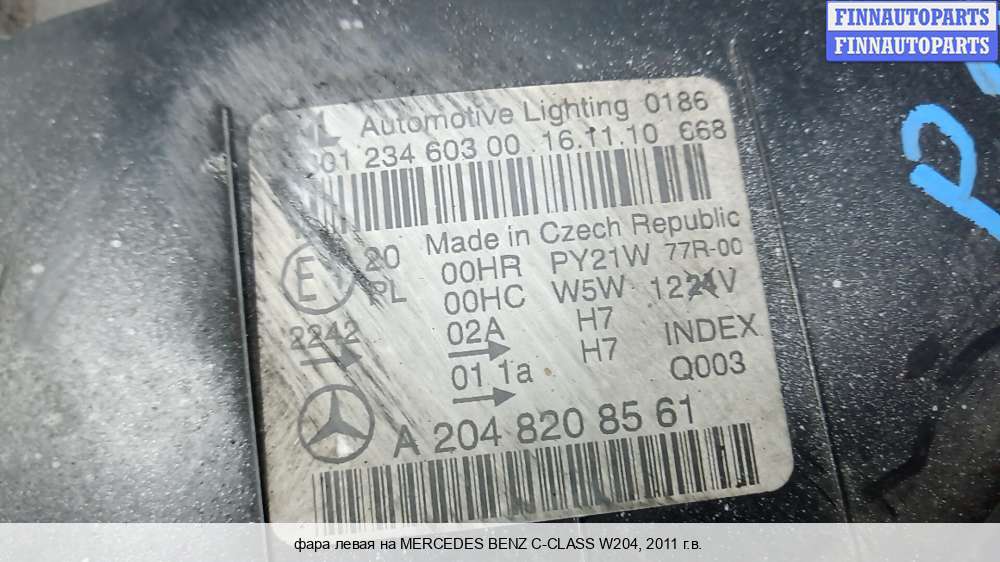 FINNAUTOPARTS
FINNAUTOPARTS
Automotive Lighting 0186
301 234 603 00 16.11.10 668
Made in Czech Republic
E 20 00HR PY21W 77R-00
PL 00HC W5W 1224V
2242 02A H7 INDEX
01 1a H7 Q003
A 204 820 85 61
фара левая на MERCEDES BENZ C-CLASS W204, 2011 г.в.